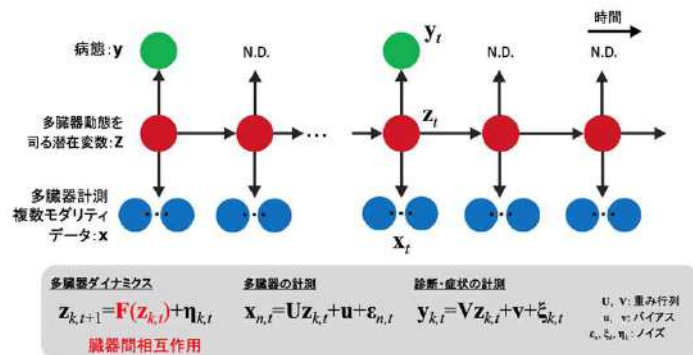 時間
病態：y
N.D.
y_t
N.D.
N.D.
多臓器動態を
司る潜在変数：Z
...
z_t
多臓器計測
複数モダリティ
データ：x
x_t
多臓器ダイナミクス
z_{k,t+1}=F(z_{k,t})+η_{k,t}
臓器間相互作用
多臓器の計測
x_{n,t}=Uz_{k,t}+u+ε_{n,t}
診断・症状の計測
y_{k,t}=Vz_{k,t}+v+ξ_{k,t}
U, V: 重み行列
u, v: バイアス
: ノイズ